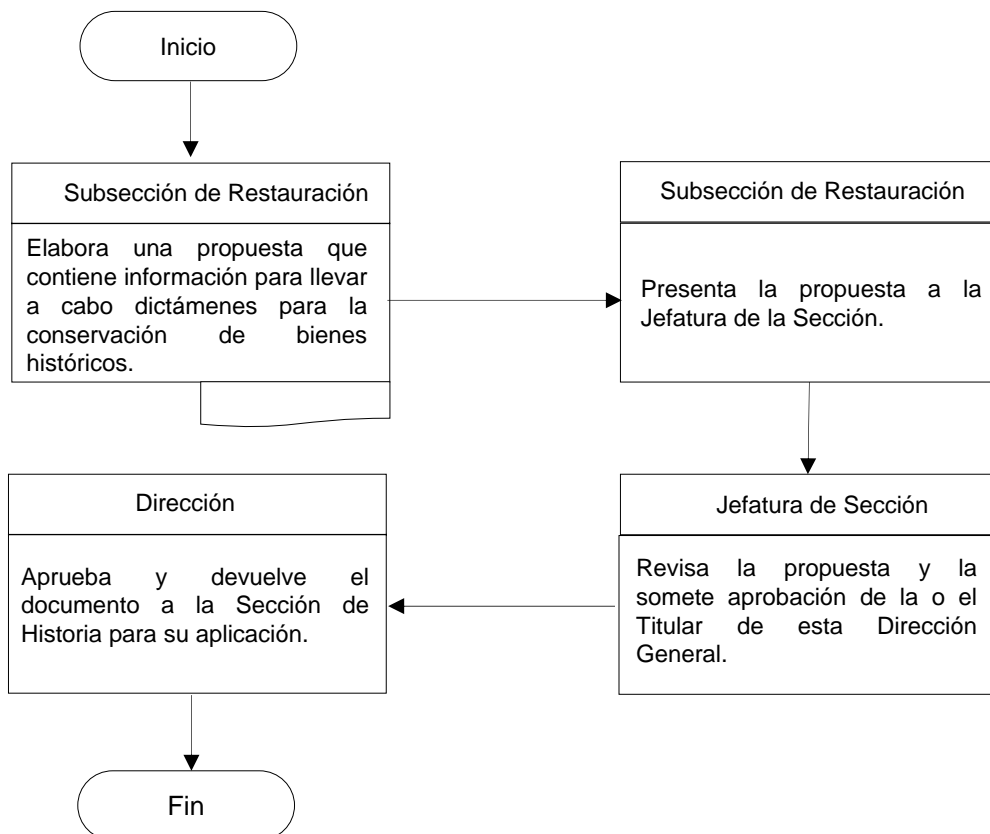 Inicio
Subsección de Restauración
Elabora una propuesta que
contiene información para llevar
a cabo dictámenes para la
conservación de bienes
históricos.
Subsección de Restauración
Presenta la propuesta a la
Jefatura de la Sección.
Jefatura de Sección
Revisa la propuesta y la
somete aprobación de la o el
Titular de esta Dirección
General.
Dirección
Aprueba y devuelve el
documento a la Sección de
Historia para su aplicación.
Fin